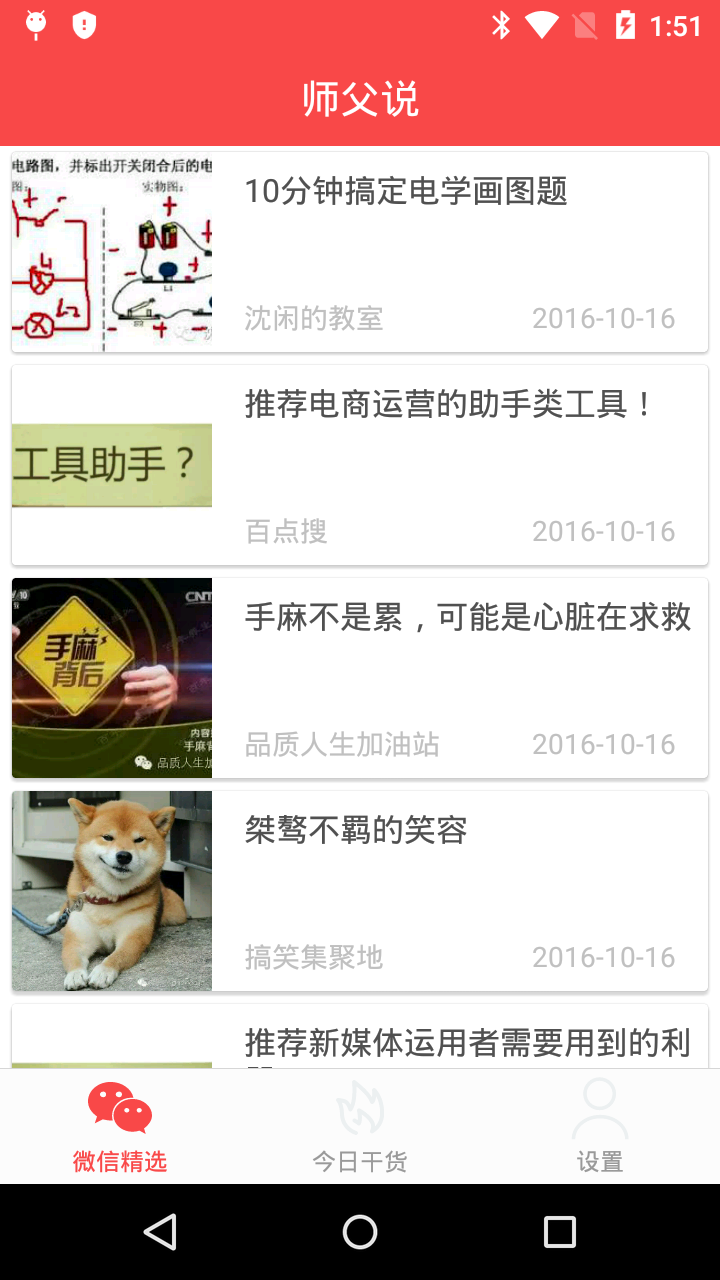 1:51
师父说
电路图，并标出开关闭合后的电
图：
实物图：
10分钟搞定电学画图题
沈闲的教室
2016-10-16
推荐电商运营的助手类工具！
工具助手？
百点搜
2016-10-16
手麻不是累，可能是心脏在求救
手麻
背后
内容
手麻背
品质人生加
品质人生加油站
2016-10-16
桀骜不羁的笑容
搞笑集聚地
2016-10-16
推荐新媒体运用者需要用到的利
微信精选
今日干货
设置